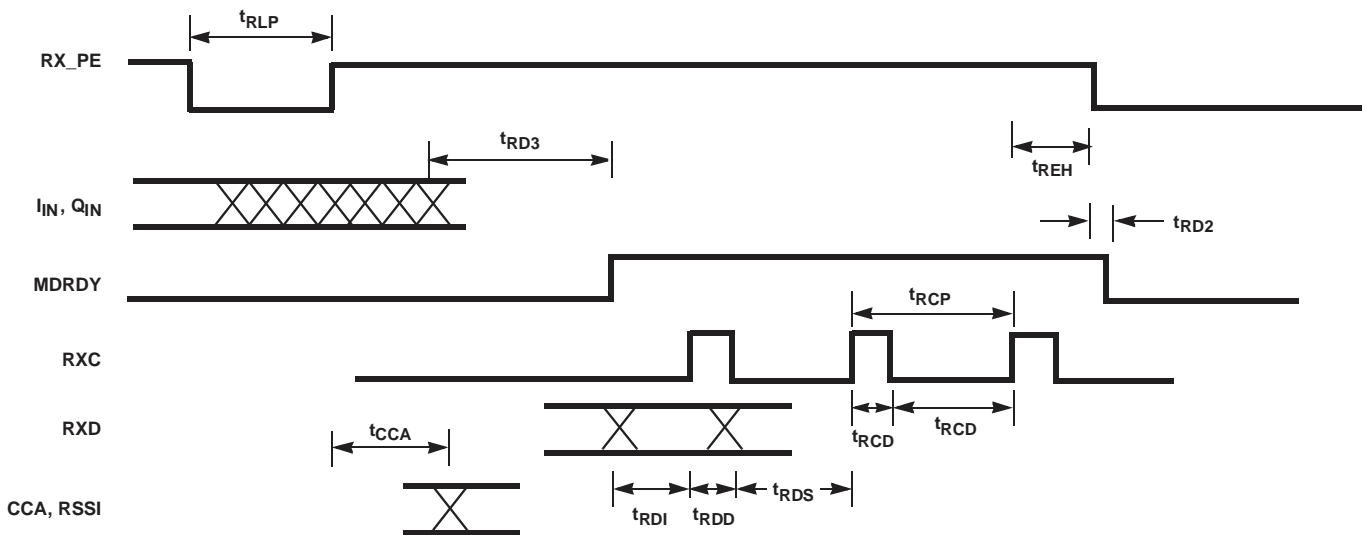 tRLP
RX_PE
tRD3
tREH
IIN, QIN
tRD2
MDRDY
tRCP
RXC
RXD
tCCA
tRCD
tRCD
tRDS
CCA, RSSI
tRDI
tRDD